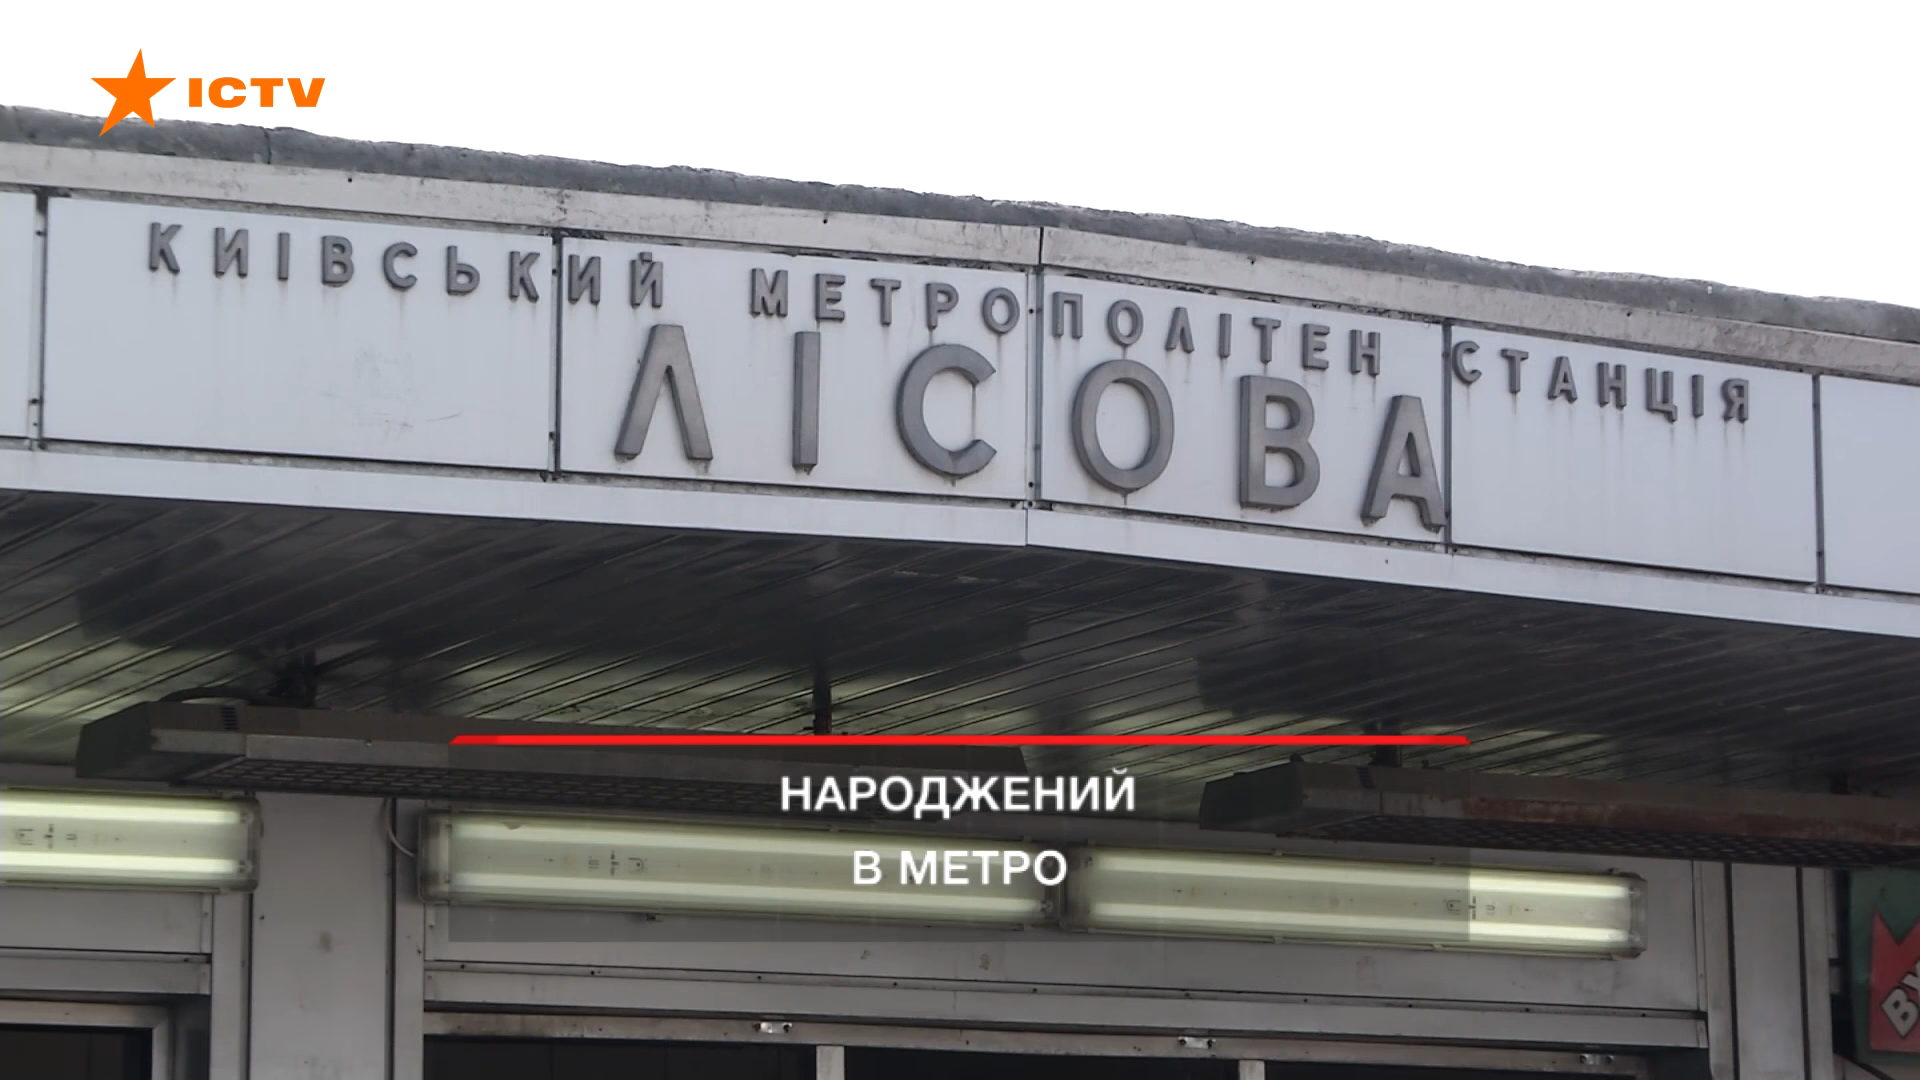 ICTV
КИЇВСЬКИЙ МЕТРОПОЛІТЕН СТАНЦІЯ
ЛІСОВА
НАРОДЖЕНИЙ
В МЕТРО